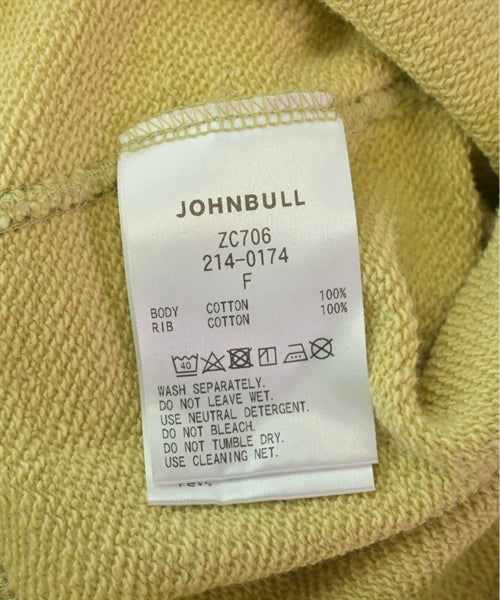 JOHNBULL
ZC706
214-0174
F
BODY COTTON 100%
RIB COTTON 100%
40
WASH SEPARATELY.
DO NOT LEAVE WET.
USE NEUTRAL DETERGENT.
DO NOT BLEACH.
DO NOT TUMBLE DRY.
USE CLEANING NET.